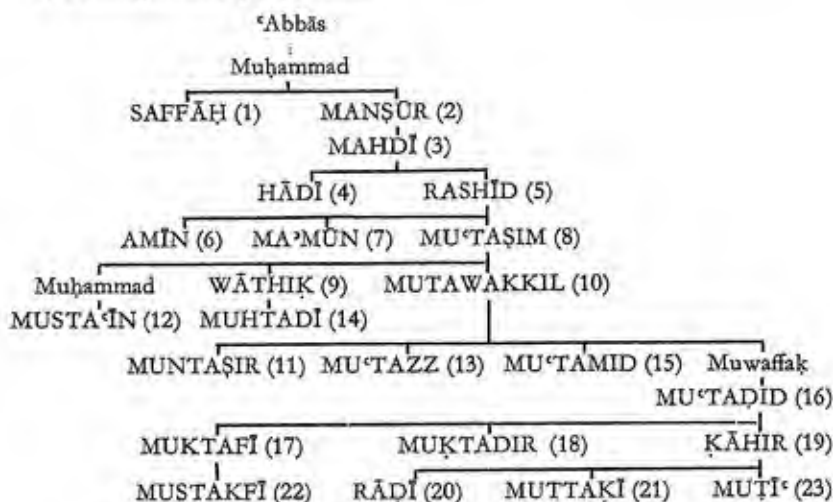 ʿAbbās
Muḥammad
SAFFĀḤ (1) MANṢŪR (2)
MAHDĪ (3)
HĀDĪ (4) RASHĪD (5)
AMĪN (6) MAʾMŪN (7) MUʿTAṢIM (8)
Muḥammad WĀTHIḲ (9) MUTAWAKKIL (10)
MUSTAʿĪN (12) MUHTADĪ (14)
MUNTAṢIR (11) MUʿTAZZ (13) MUʿTAMID (15) Muwaffaḳ
MUʿTAḌID (16)
MUKTAFĪ (17) MUḲTADIR (18) ḲĀHIR (19)
MUSTAKFĪ (22) RĀḌĪ (20) MUTTAḲĪ (21) MUṬĪʿ (23)